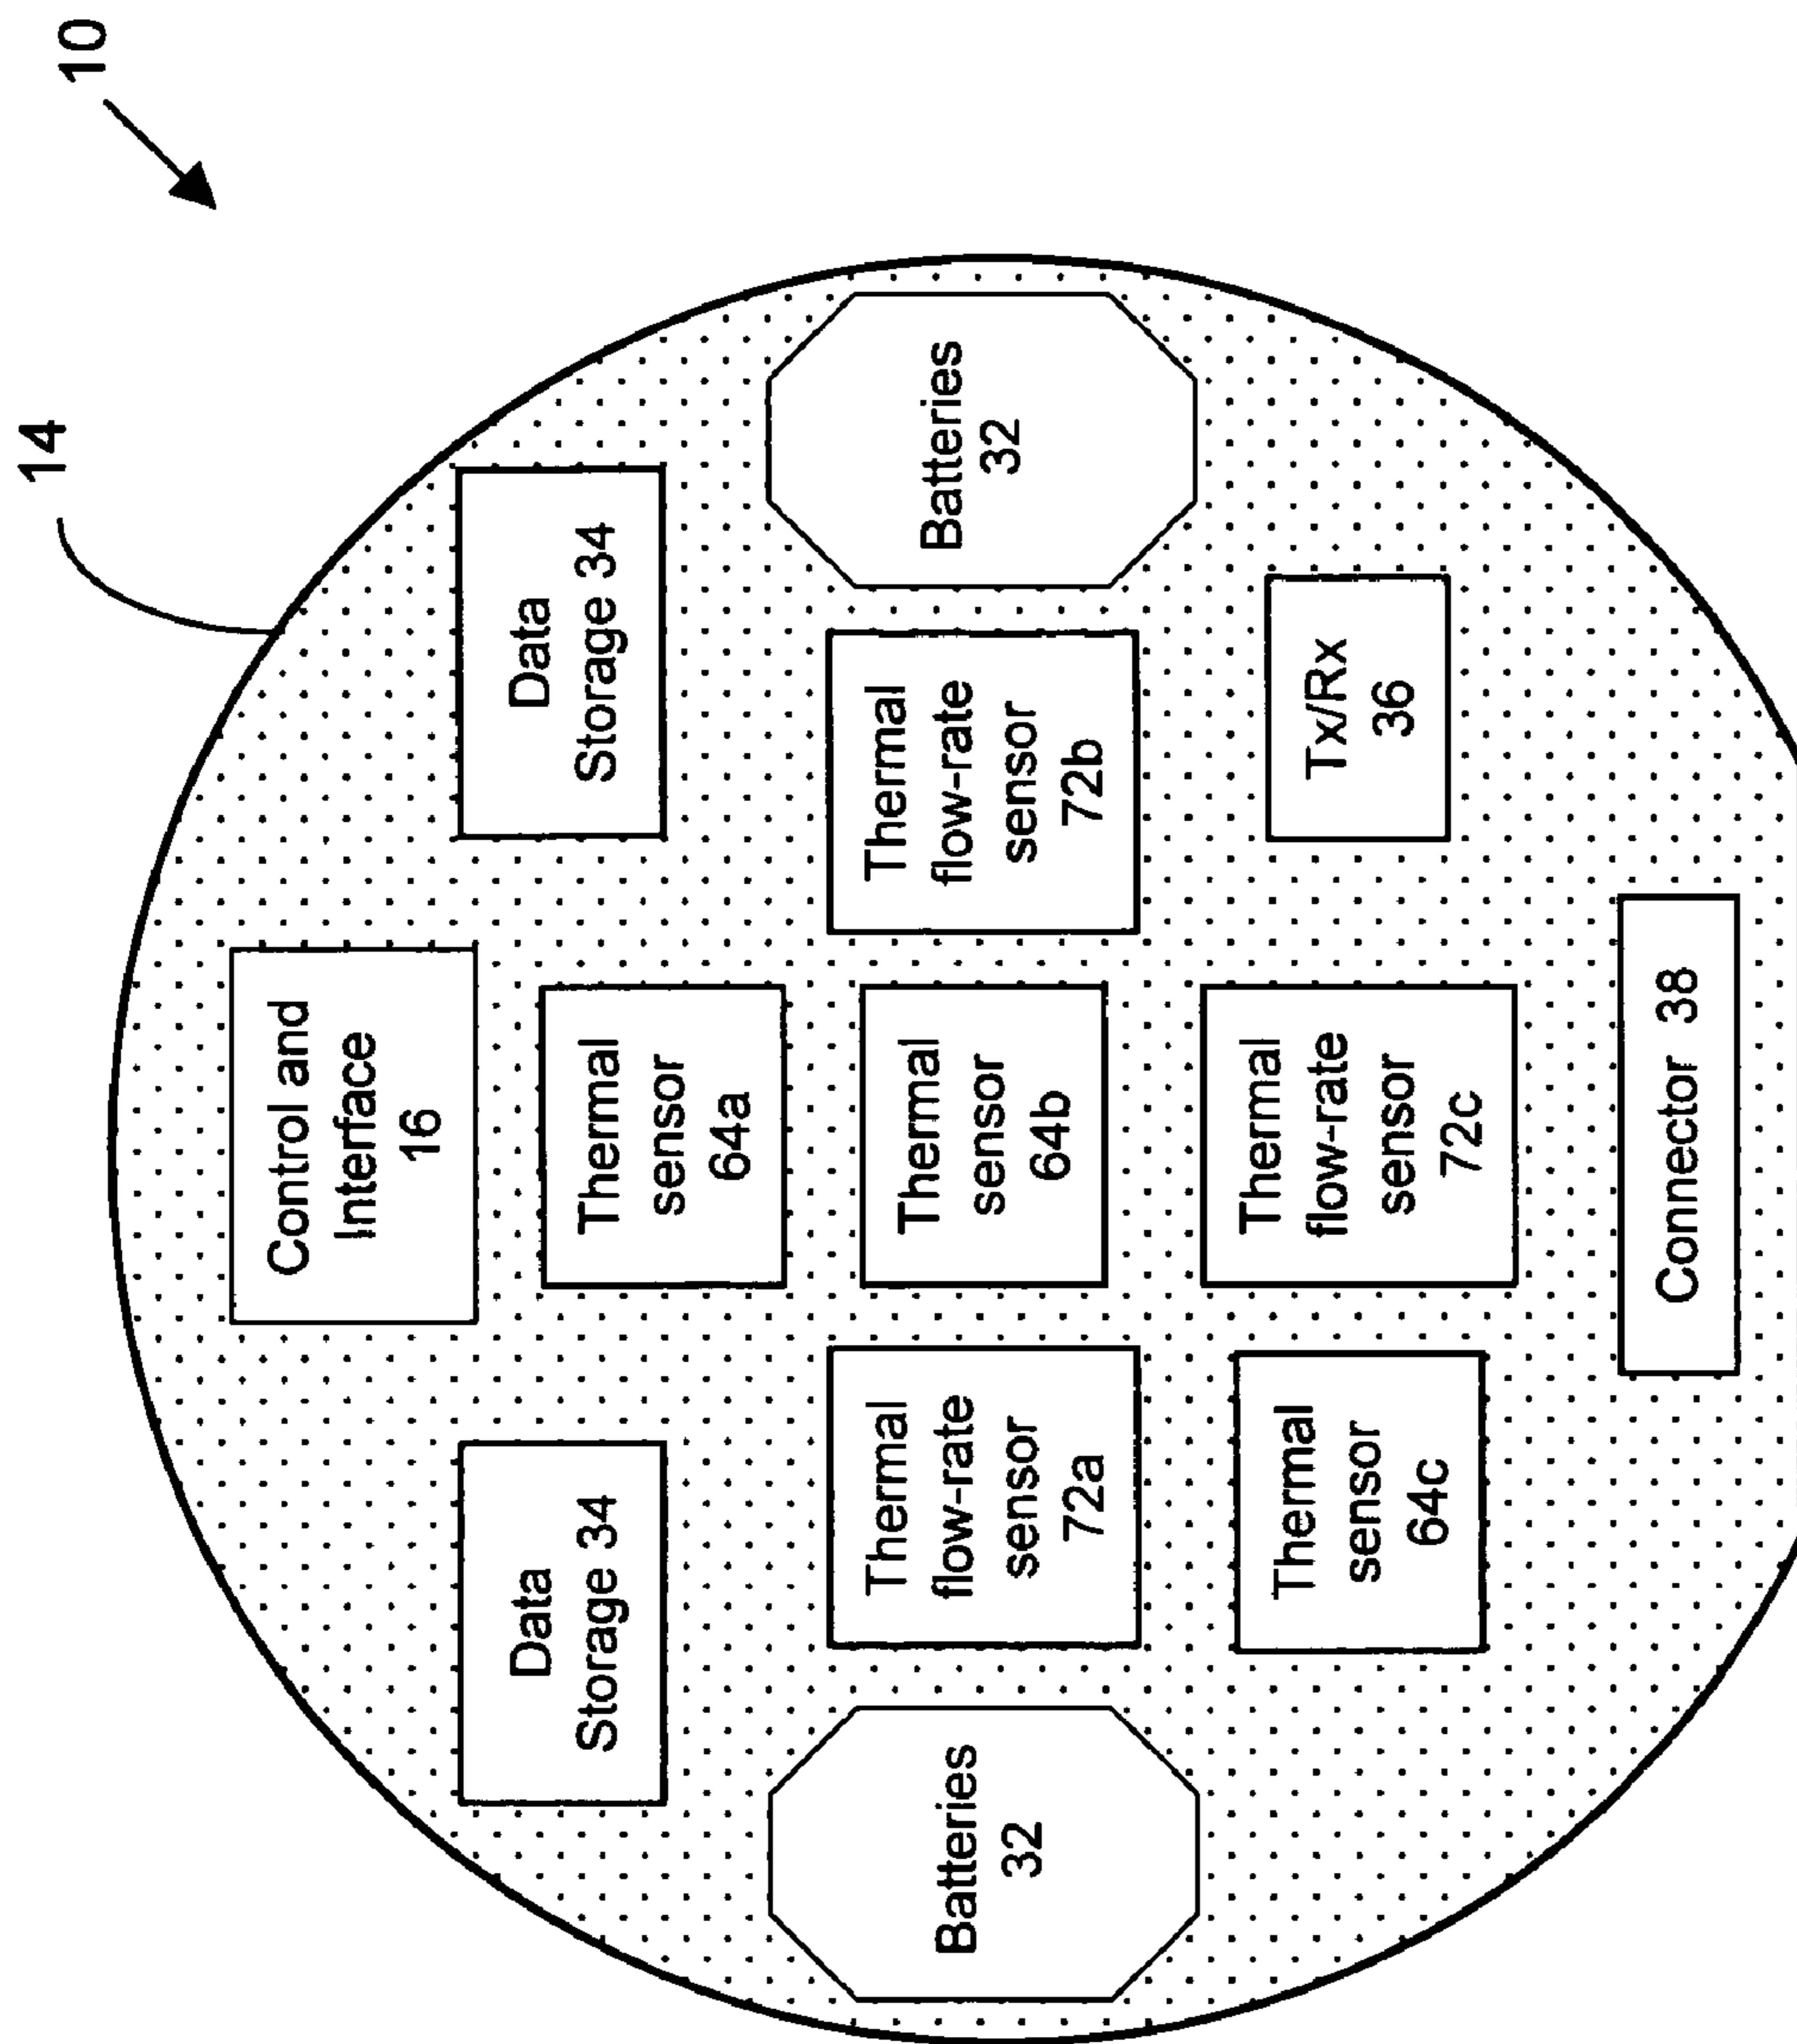 14
10
Control and
Interface
16
Data
Storage 34
Data
Storage 34
Thermal
sensor
64a
Batteries
32
Thermal
flow-rate
sensor
72a
Thermal
sensor
64b
Thermal
flow-rate
sensor
72b
Batteries
32
Thermal
sensor
64c
Thermal
flow-rate
sensor
72c
Tx/Rx
36
Connector 38